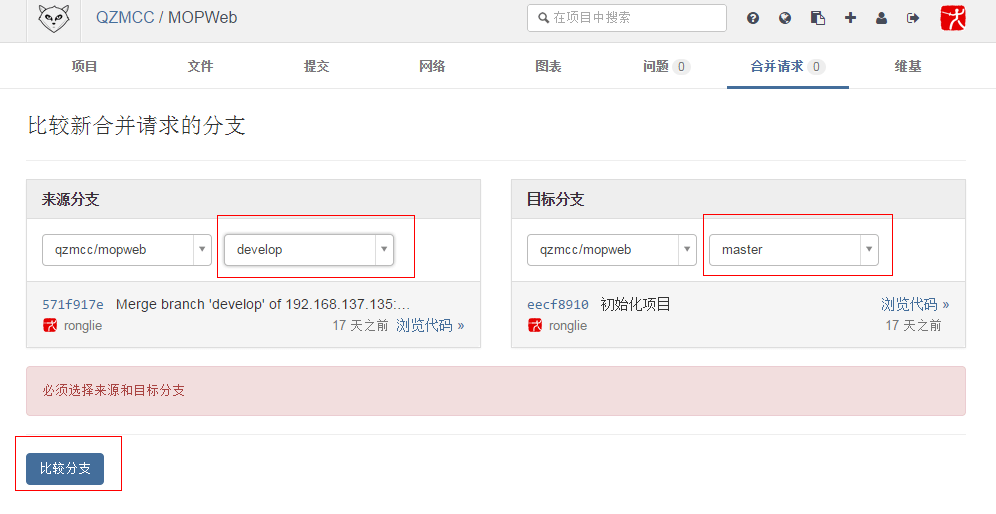 QZMCC / MOPWeb 在项目中搜索
项目 文件 提交 网络 图表 问题 0 合并请求 0 维基
比较新合并请求的分支
来源分支
qzmcc/mopweb develop
571f917e Merge branch 'develop' of 192.168.137.135:...
ronglie 17 天之前 浏览代码 »
目标分支
qzmcc/mopweb master
eecf8910 初始化项目 浏览代码 »
ronglie 17 天之前
必须选择来源和目标分支
比较分支